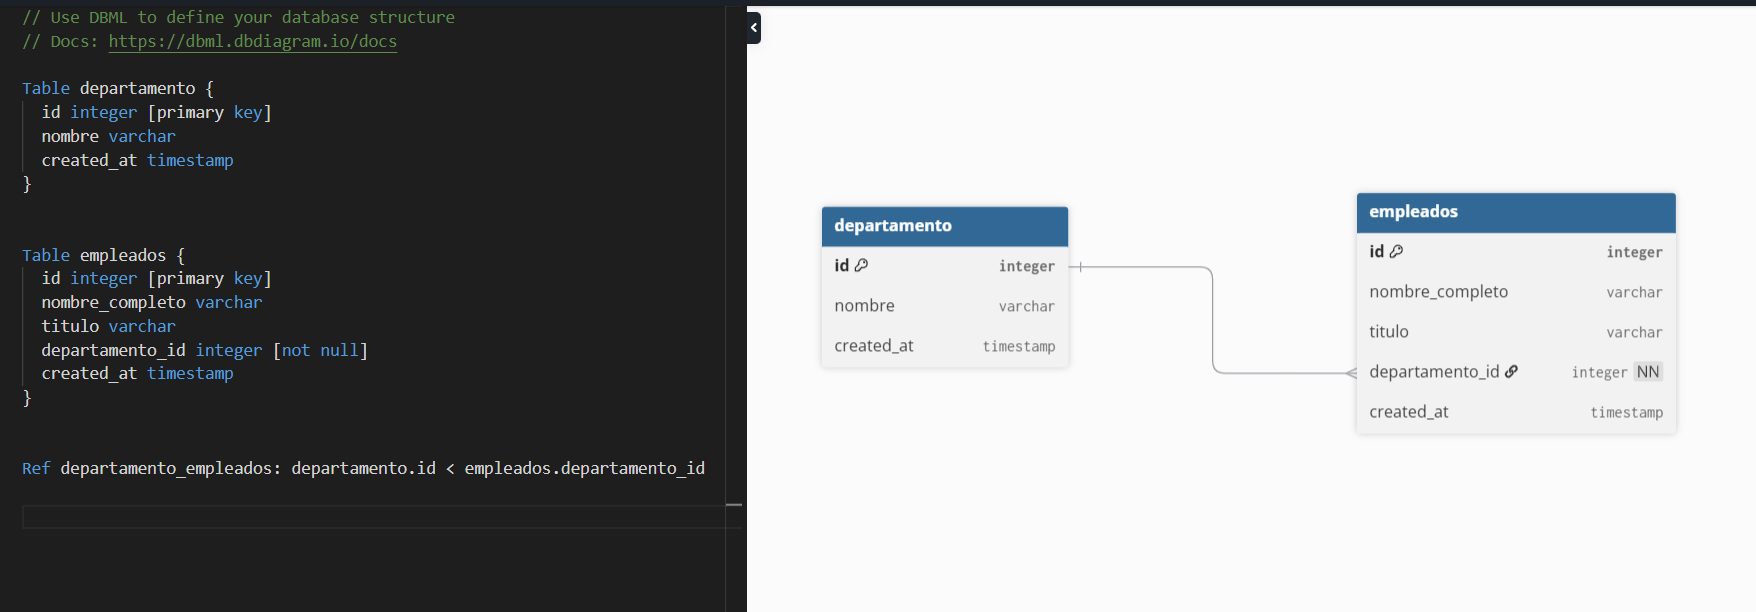 // Use DBML to define your database structure
// Docs: https://dbml.dbdiagram.io/docs
Table departamento {
  id integer [primary key]
  nombre varchar
  created_at timestamp
}
Table empleados {
  id integer [primary key]
  nombre_completo varchar
  titulo varchar
  departamento_id integer [not null]
  created_at timestamp
}
Ref departamento_empleados: departamento.id < empleados.departamento_id
departamento
id integer
nombre varchar
created_at timestamp
empleados
id integer
nombre_completo varchar
titulo varchar
departamento_id integer NN
created_at timestamp